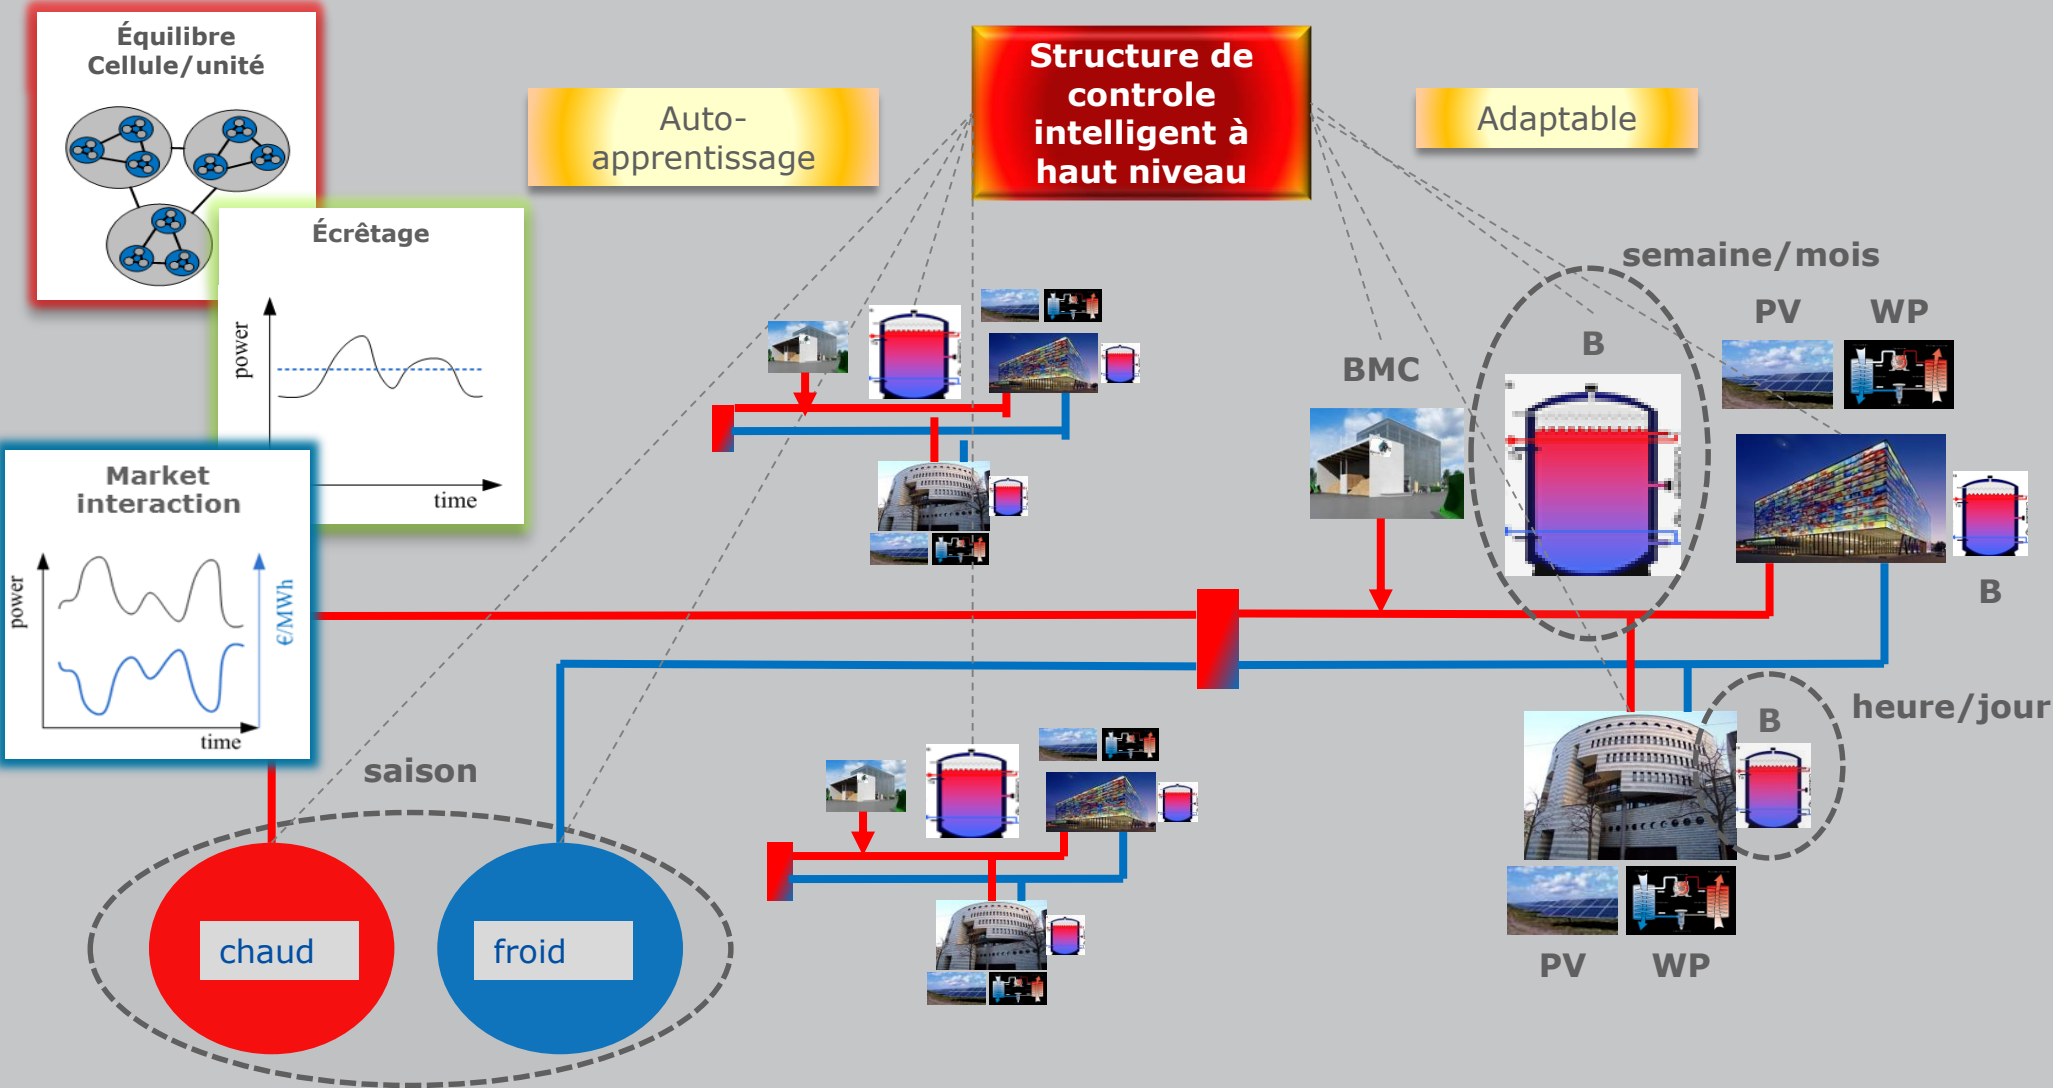 Équilibre
Cellule/unité
Écrêtage
power
time
Market
interaction
power
€/MWh
time
Auto-
apprentissage
Structure de
controle
intelligent à
haut niveau
Adaptable
semaine/mois
PV
WP
B
BMC
B
heure/jour
B
PV
WP
saison
chaud
froid